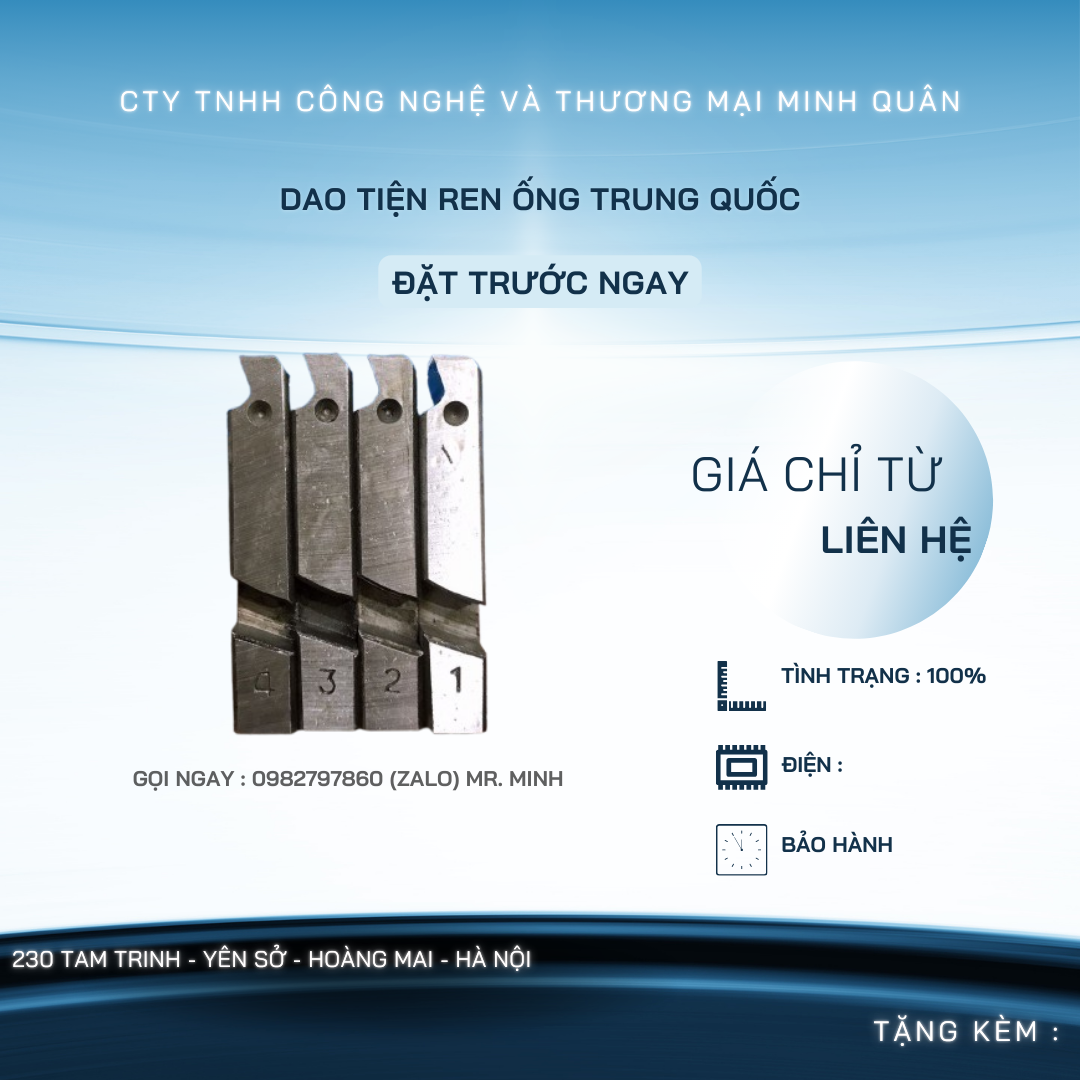 CTY TNHH CÔNG NGHỆ VÀ THƯƠNG MẠI MINH QUÂN
DAO TIỆN REN ỐNG TRUNG QUỐC
ĐẶT TRƯỚC NGAY
GIÁ CHỈ TỪ
LIÊN HỆ
4 3 2 1
TÌNH TRẠNG : 100%
GỌI NGAY : 0982797860 (ZALO) MR. MINH
ĐIỆN :
BẢO HÀNH
230 TAM TRINH - YÊN SỞ - HOÀNG MAI - HÀ NỘI
TẶNG KÈM :